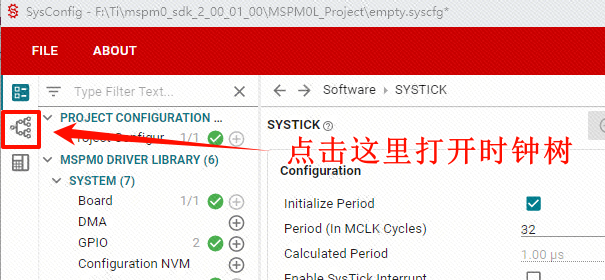 SysConfig - F:\Ti\mspm0_sdk_2_00_01_00\MSPM0L_Project\empty.syscfg*
FILE ABOUT
Type Filter Text...
Software > SYSTICK
PROJECT CONFIGURATION ...
Project Configur 1/1
SYSTICK
点击这里打开时钟树
MSPM0 DRIVER LIBRARY (6)
SYSTEM (7)
Configuration
Board 1/1
Initialize Period
DMA
Period (In MCLK Cycles) 32
GPIO 2
Calculated Period 1.00 µs
Configuration NVM
Enable SysTick Interrupt